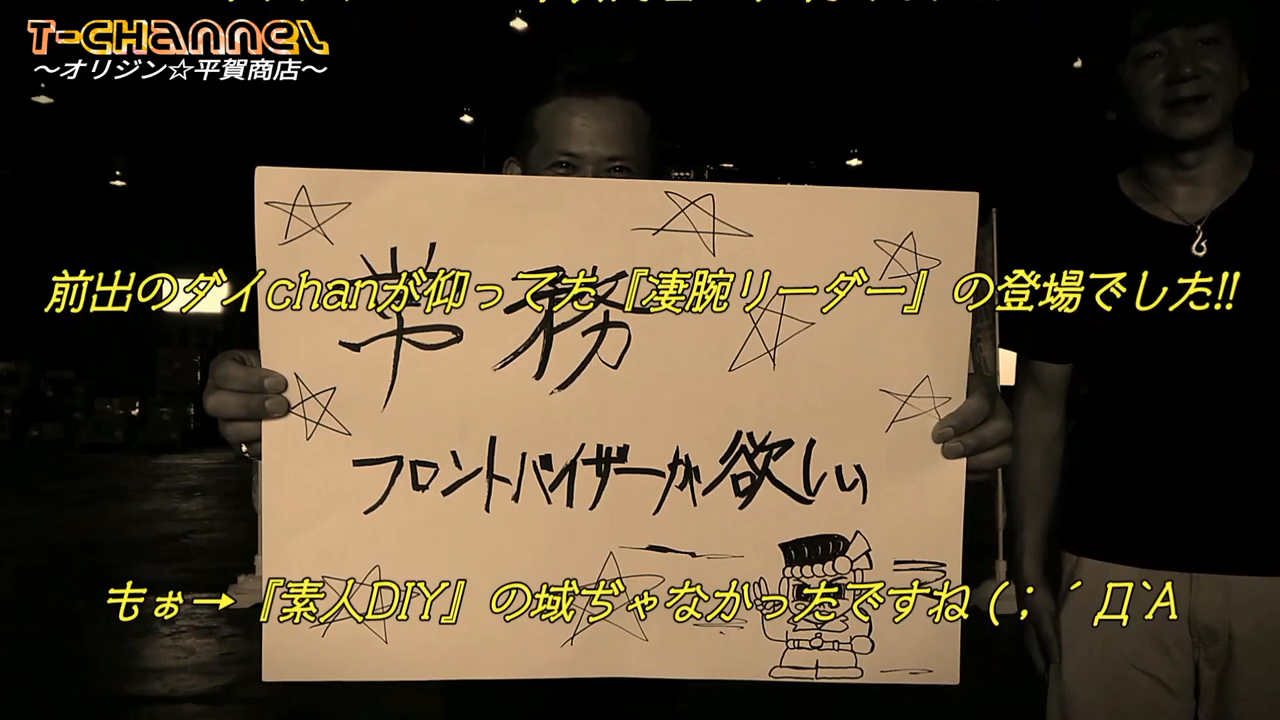 T-CHANNEL
～オリジン☆平賀商店～
前出のダイchanが仰ってた『凄腕リーダー』の登場でした!!
常務
フロントバイザーが欲しい
もぉ→『素人DIY』の域ぢゃなかったですね (；´Д`A